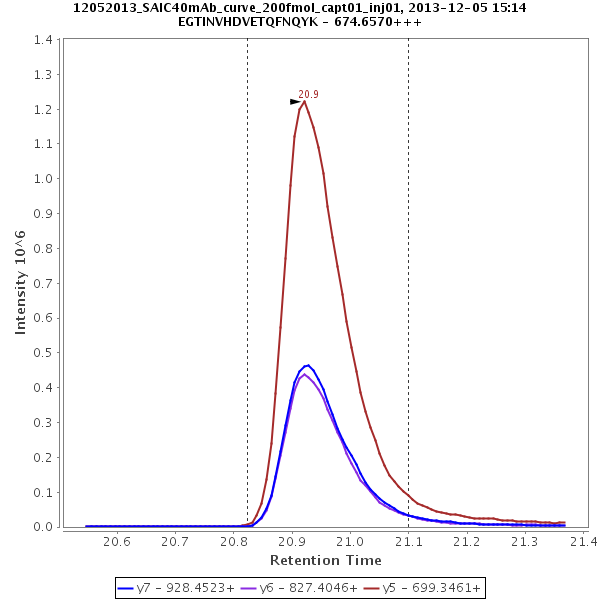 12052013_SAIC40mAb_curve_200fmol_capt01_inj01, 2013-12-05 15:14
EGTINVHDVETQFNQYK - 674.6570+++
1.4
1.3
1.2
1.1
1.0
0.9
0.8
0.7
0.6
0.5
0.4
0.3
0.2
0.1
0.0
Intensity 10^6
20.9
20.6 20.7 20.8 20.9 21.0 21.1 21.2 21.3 21.4
Retention Time
y7 - 928.4523+ y6 - 827.4046+ y5 - 699.3461+